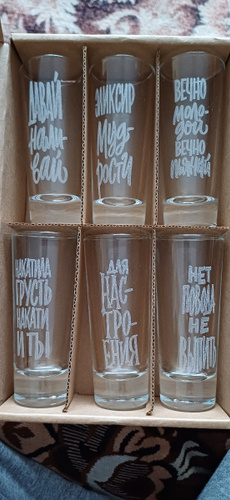 ДАВАЙ
нали-
вай
ЭЛИКСИР
Муд-
рости
ВЕЧНО
моло-
дой
ВЕЧНО
ПЬЯНЫЙ
НАКАТИЛА
ГРУСТЬ
НАКАТИ
И ТЫ
ДЛЯ
НАС-
ТРО-
ЕНИЯ
НЕТ
ПОВОДА
НЕ
ВЫПИТЬ